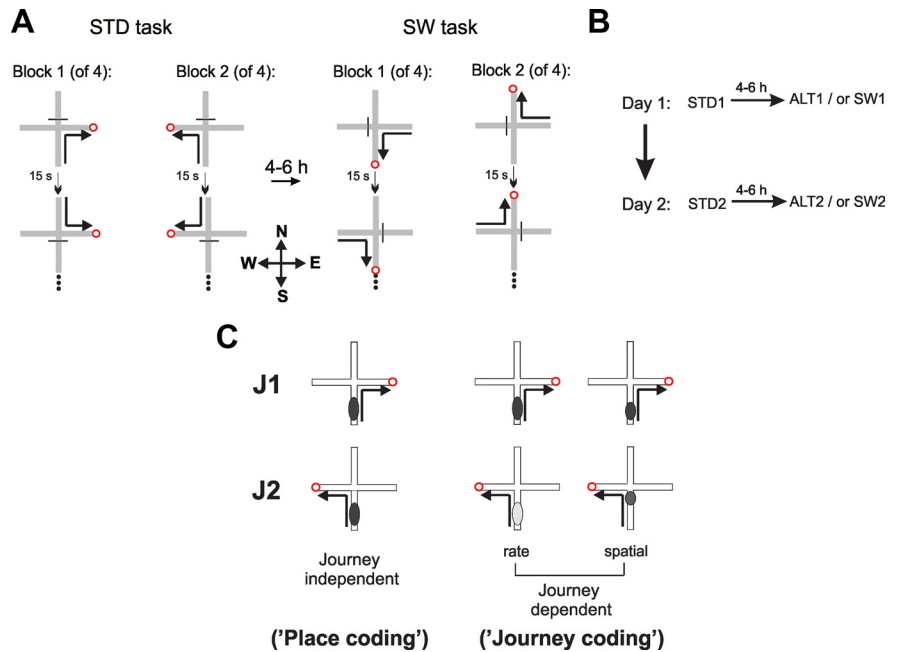 A
STD task
SW task
Block 1 (of 4):
Block 2 (of 4):
Block 1 (of 4):
Block 2 (of 4):
15 s
15 s
4-6 h
15 s
15 s
N
W
E
S
B
Day 1:
STD1
4-6 h
ALT1 / or SW1
Day 2:
STD2
4-6 h
ALT2 / or SW2
C
J1
J2
Journey
independent
rate
spatial
Journey
dependent
('Place coding')
('Journey coding')